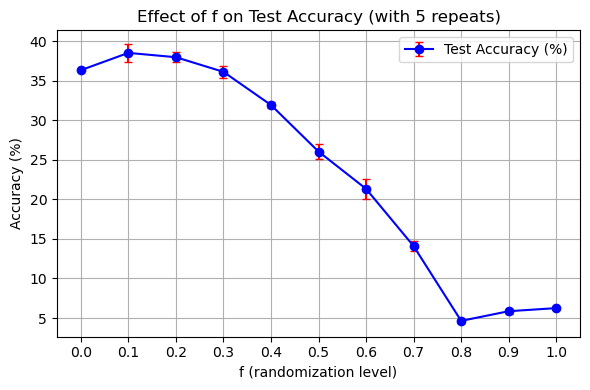 Effect of f on Test Accuracy (with 5 repeats)
Test Accuracy (%)
Accuracy (%)
40
35
30
25
20
15
10
5
0.0 0.1 0.2 0.3 0.4 0.5 0.6 0.7 0.8 0.9 1.0
f (randomization level)